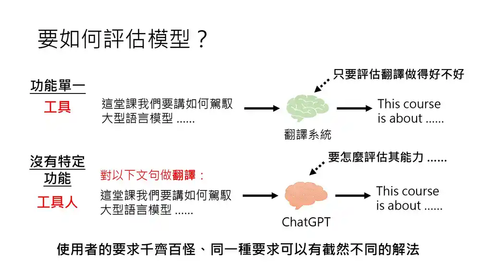 要如何評估模型？
只要評估翻譯做得好不好
功能單一
工具
這堂課我們要講如何駕馭
大型語言模型 ......
This course
is about ......
翻譯系統
沒有特定
功能
工具人
對以下文句做翻譯：
這堂課我們要講如何駕馭
大型語言模型 ......
要怎麼評估其能力 ......
This course
is about ......
ChatGPT
使用者的要求千齊百怪、同一種要求可以有截然不同的解法